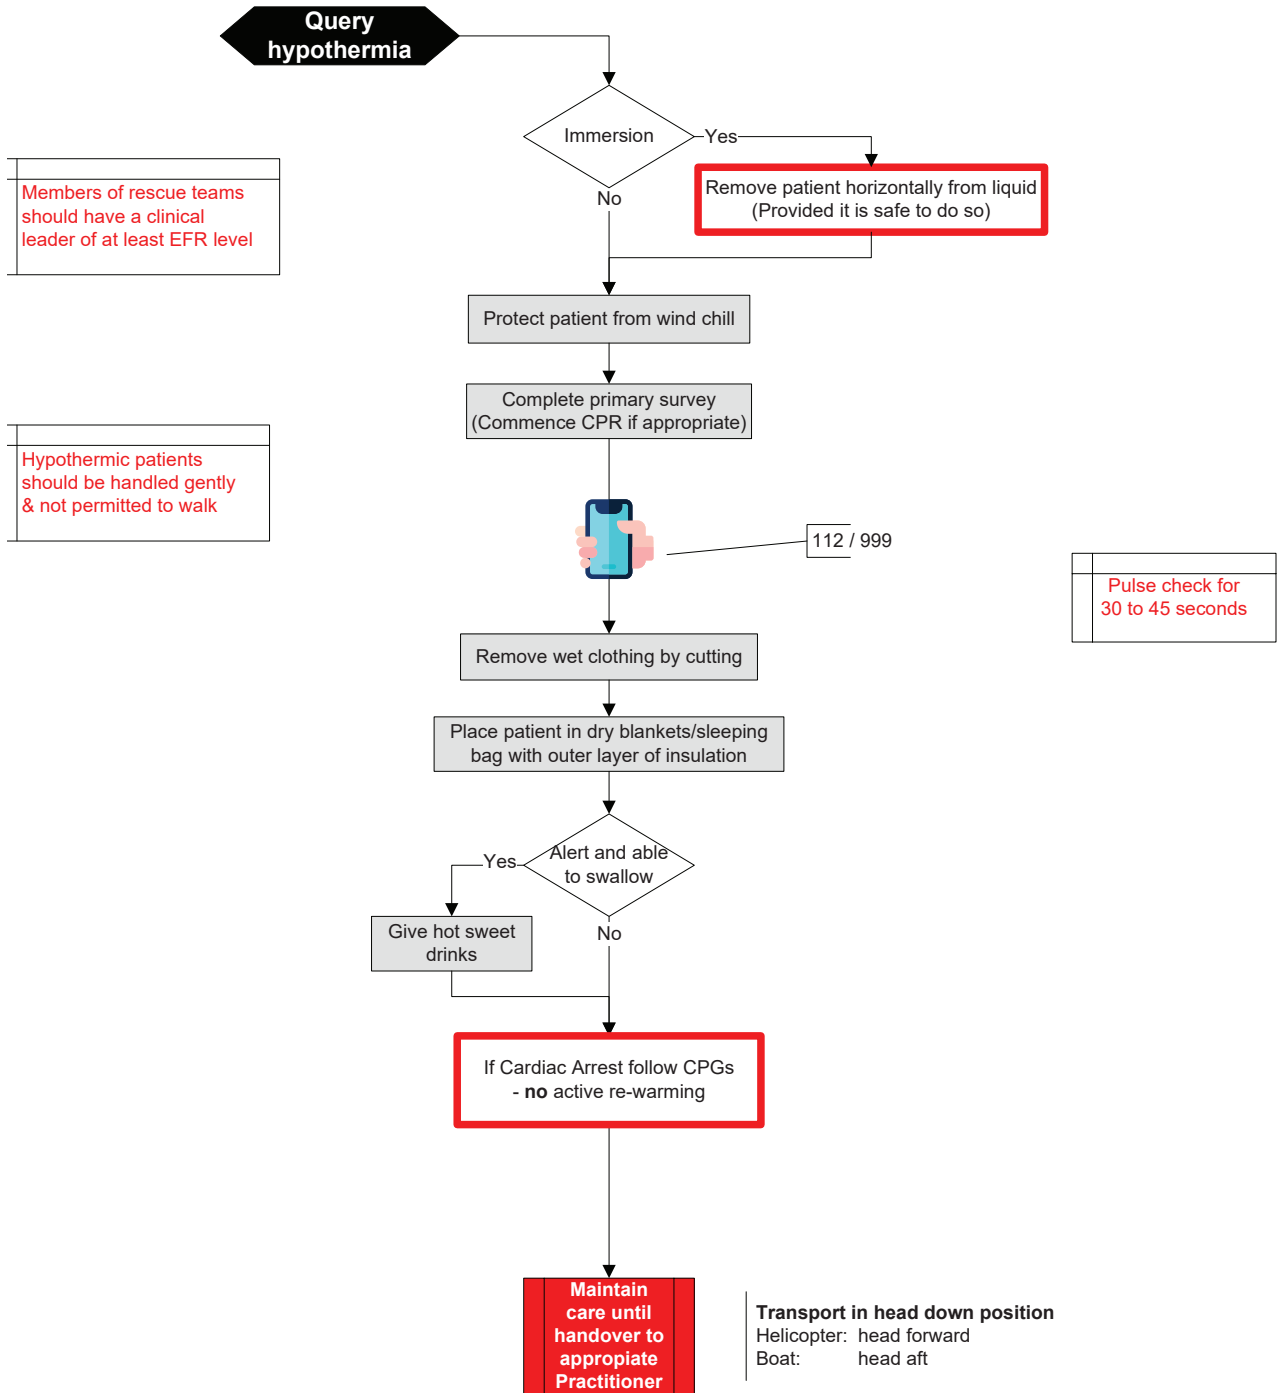 Query
hypothermia
Immersion
Yes
No
Remove patient horizontally from liquid
(Provided it is safe to do so)
Members of rescue teams
should have a clinical
leader of at least EFR level
Protect patient from wind chill
Complete primary survey
(Commence CPR if appropriate)
Hypothermic patients
should be handled gently
& not permitted to walk
112 / 999
Pulse check for
30 to 45 seconds
Remove wet clothing by cutting
Place patient in dry blankets/sleeping
bag with outer layer of insulation
Alert and able
to swallow
Yes
No
Give hot sweet
drinks
If Cardiac Arrest follow CPGs
- no active re-warming
Maintain
care until
handover to
appropiate
Practitioner
Transport in head down position
Helicopter: head forward
Boat: head aft